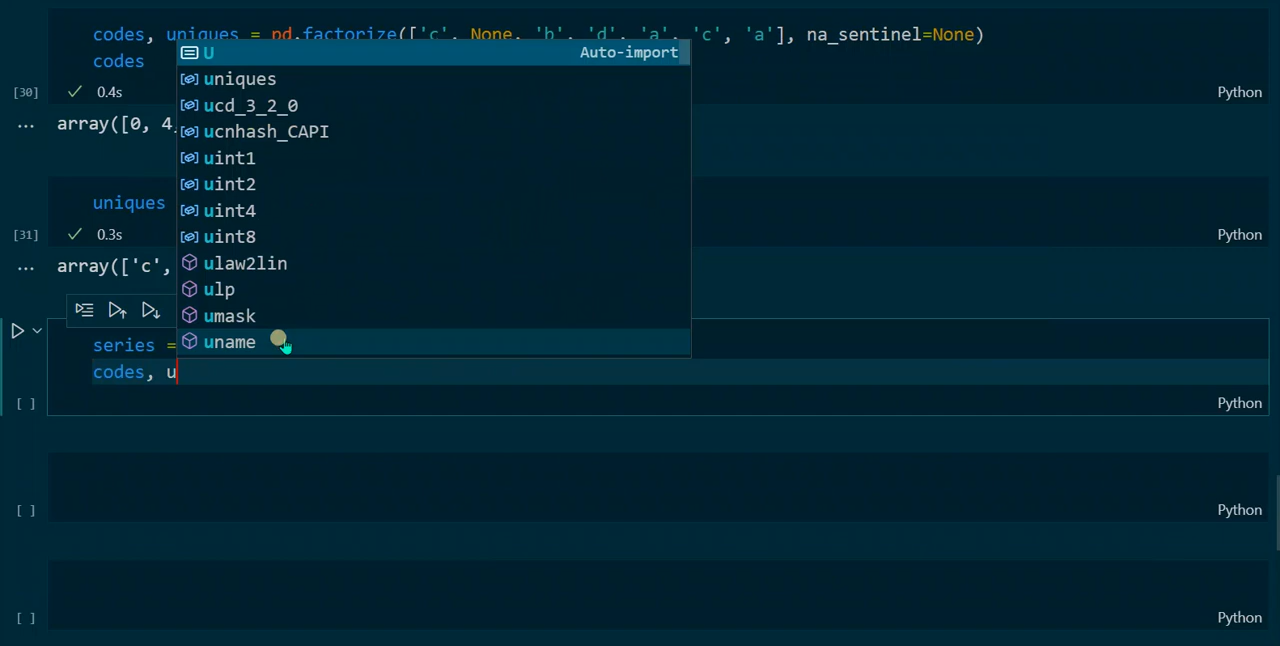 codes, uniques = pd.factorize(['c', None, 'b', 'd', 'a', 'c', 'a'], na_sentinel=None)
codes
[30] 0.4s Python
... array([0, 4,
U Auto-import
uniques
ucd_3_2_0
ucnhash_CAPI
uint1
uint2
uint4
uint8
ulaw2lin
ulp
umask
uname
uniques
[31] 0.3s Python
... array(['c',
series =
codes, u
[ ] Python
[ ] Python
[ ] Python